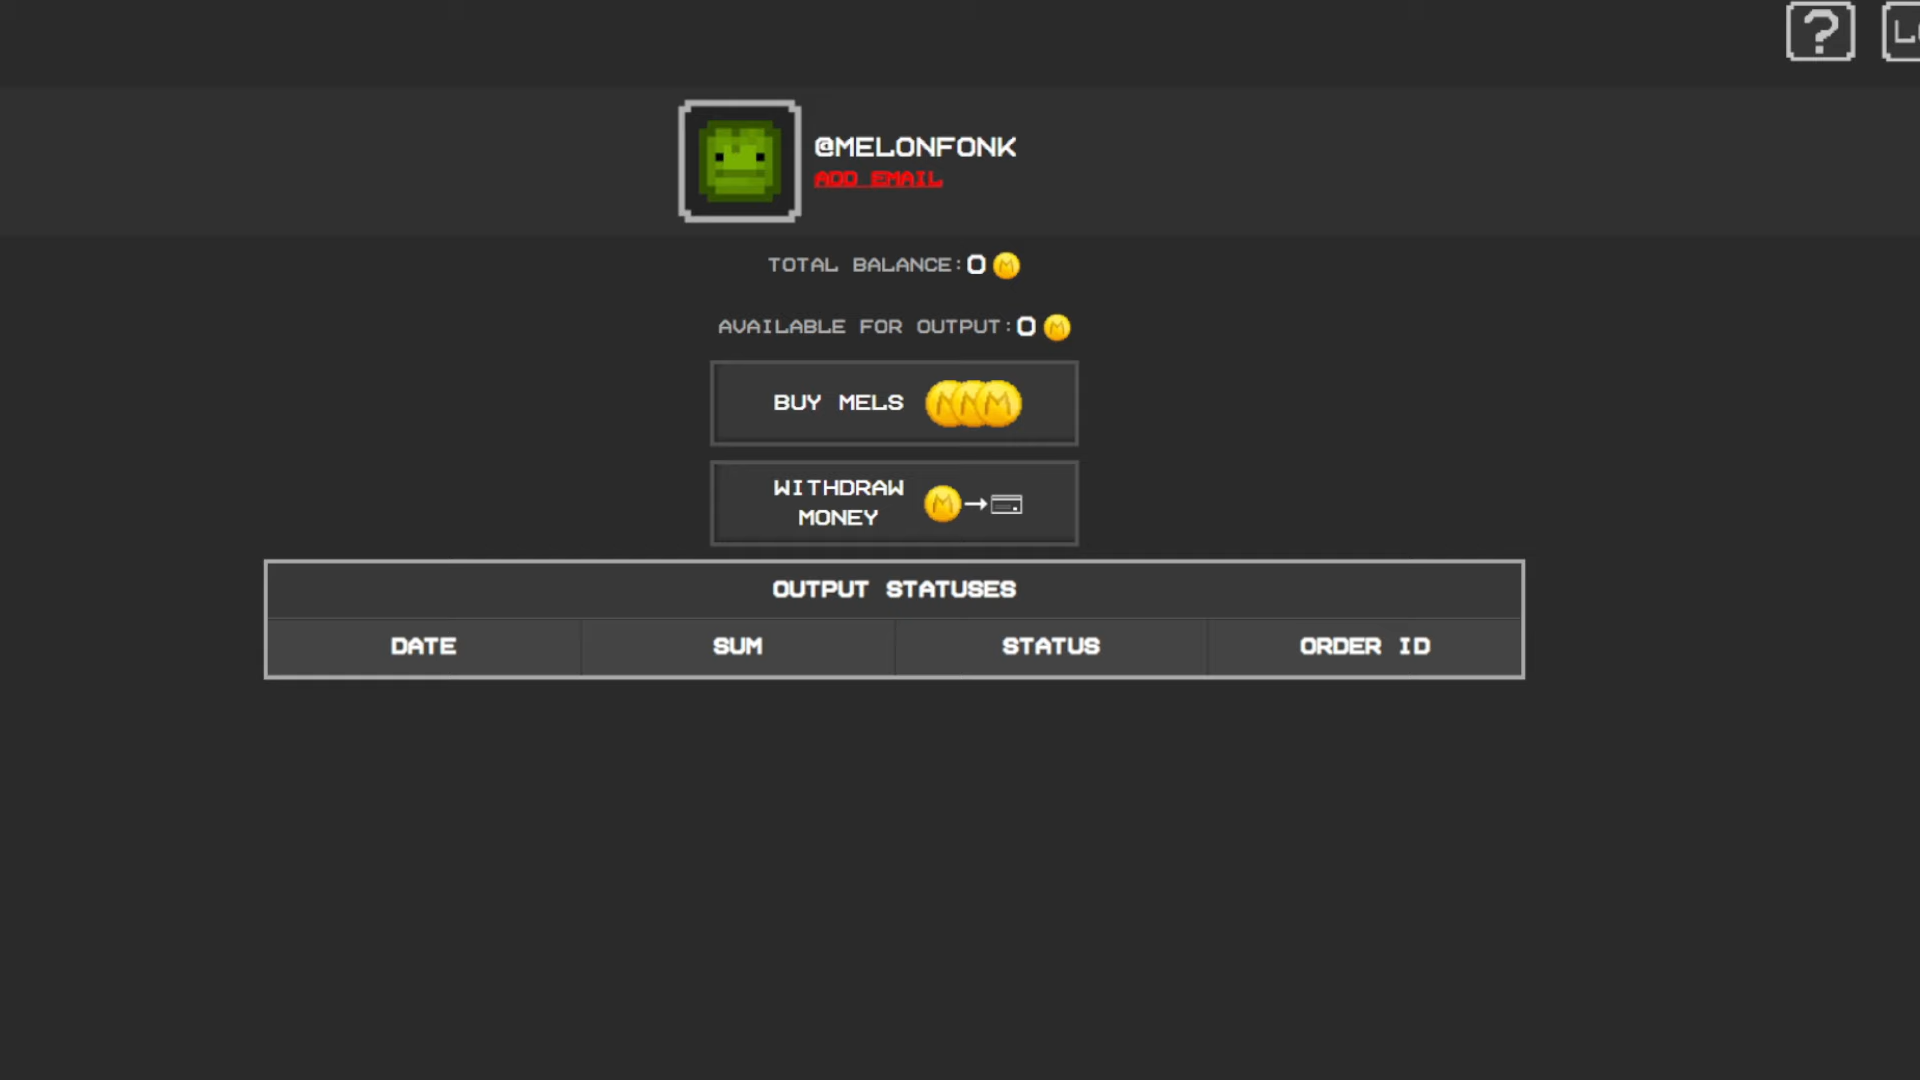 ?
@MELONFONK
ADD EMAIL
TOTAL BALANCE:0
AVAILABLE FOR OUTPUT:0
BUY MELS
WITHDRAW
MONEY
OUTPUT STATUSES
DATE SUM STATUS ORDER ID